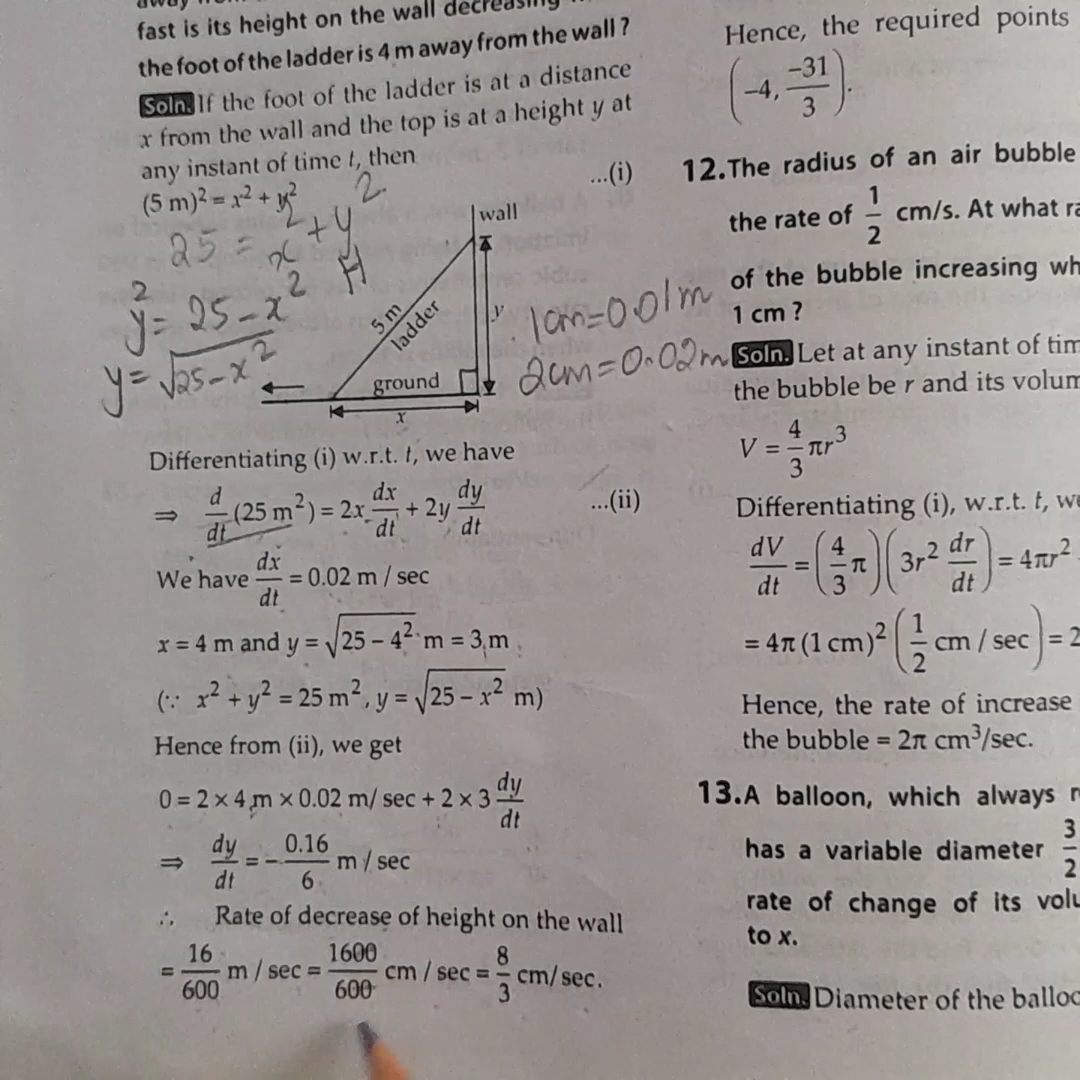 fast is its height on the wall decreasing
the foot of the ladder is 4 m away from the wall ?
Soln. If the foot of the ladder is at a distance
x from the wall and the top is at a height y at
any instant of time t, then
(5 m)² = x² + y² ...(i)
25 = x² + y²
H
y² = 25 - x²
y = √25-x²
wall
5 m
ladder
y
ground
x
1cm=0.01m
2cm=0.02m
Differentiating (i) w.r.t. t, we have
⇒ d/dt (25 m²) = 2x dx/dt + 2y dy/dt ...(ii)
We have dx/dt = 0.02 m / sec
x = 4 m and y = √25 – 4² m = 3 m
(∵ x² + y² = 25 m², y = √25 – x² m)
Hence from (ii), we get
0 = 2 × 4 m × 0.02 m/ sec + 2 × 3 dy/dt
⇒ dy/dt = – 0.16/6 m / sec
∴ Rate of decrease of height on the wall
= 16/600 m / sec = 1600/600 cm / sec = 8/3 cm/sec.
Hence, the required points
(–4, –31/3).
12. The radius of an air bubble
the rate of 1/2 cm/s. At what
of the bubble increasing
1 cm ?
Soln. Let at any instant of
the bubble be r and its
V = 4/3 πr³
Differentiating (i), w.r.t. t,
dV/dt = (4/3 π)(3r² dr/dt) = 4πr²
= 4π (1 cm)² (1/2 cm / sec) = 2
Hence, the rate of increase
the bubble = 2π cm³/sec.
13. A balloon, which always
has a variable diameter 3/2
rate of change of its
to x.
Soln. Diameter of the